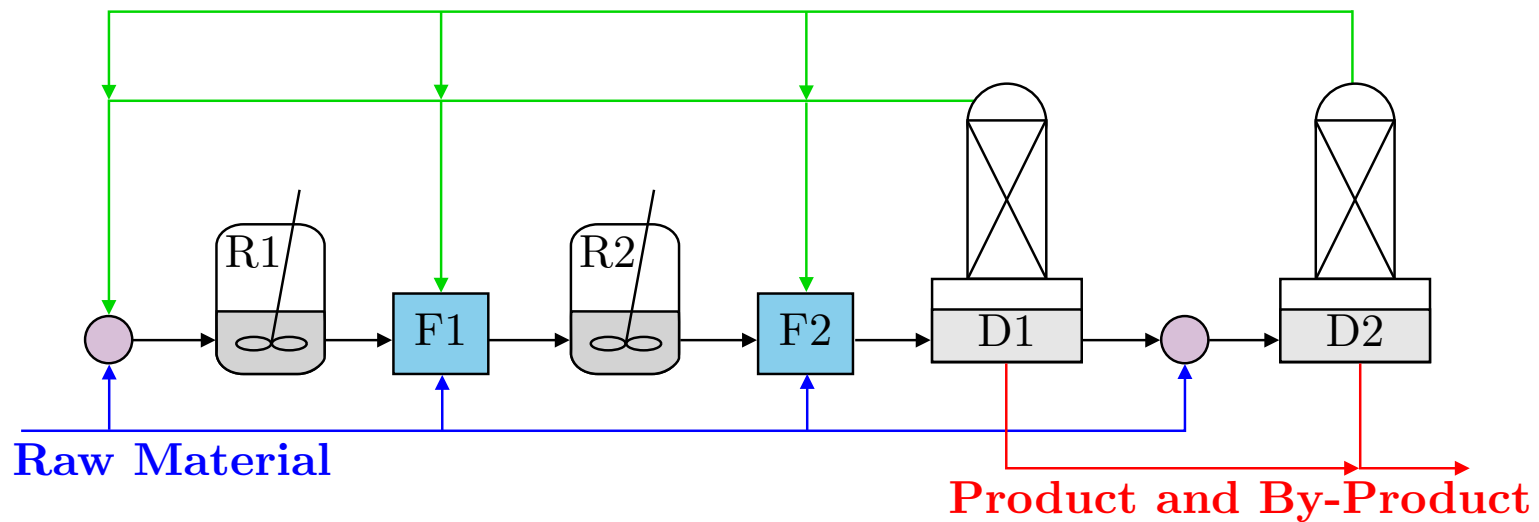 R1
R2
F1
F2
D1
D2
Raw Material
Product and By-Product